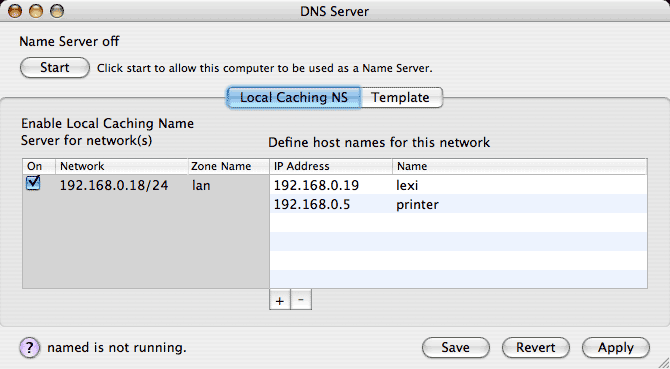 DNS Server
Name Server off
Start Click start to allow this computer to be used as a Name Server.
Local Caching NS Template
Enable Local Caching Name
Server for network(s)
Define host names for this network
On Network Zone Name IP Address Name
192.168.0.18/24 lan 192.168.0.19 lexi
192.168.0.5 printer
+ -
? named is not running. Save Revert Apply